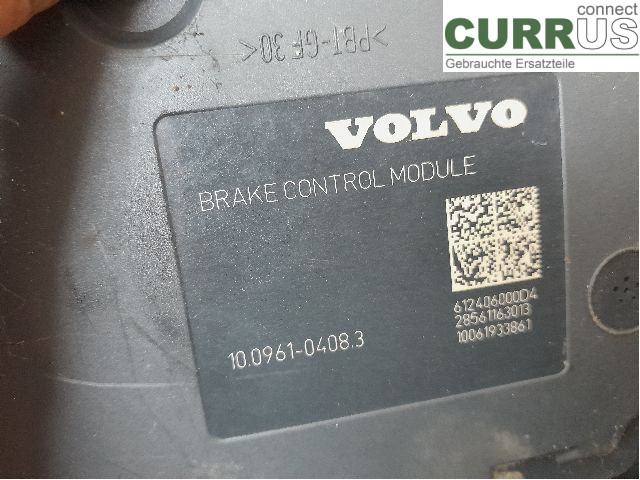 connect
CURRUS
Gebrauchte Ersatzteile
>PBT-GF30<
VOLVO
BRAKE CONTROL MODULE
612406000D4
28561163013
10061933861
10.0961-0408.3